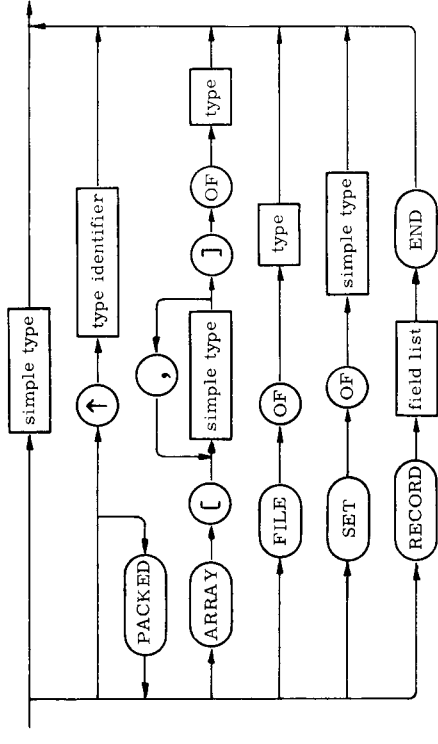 simple type
↑ type identifier
PACKED
,
ARRAY [ simple type ] OF type
FILE OF type
SET OF simple type
RECORD field list END